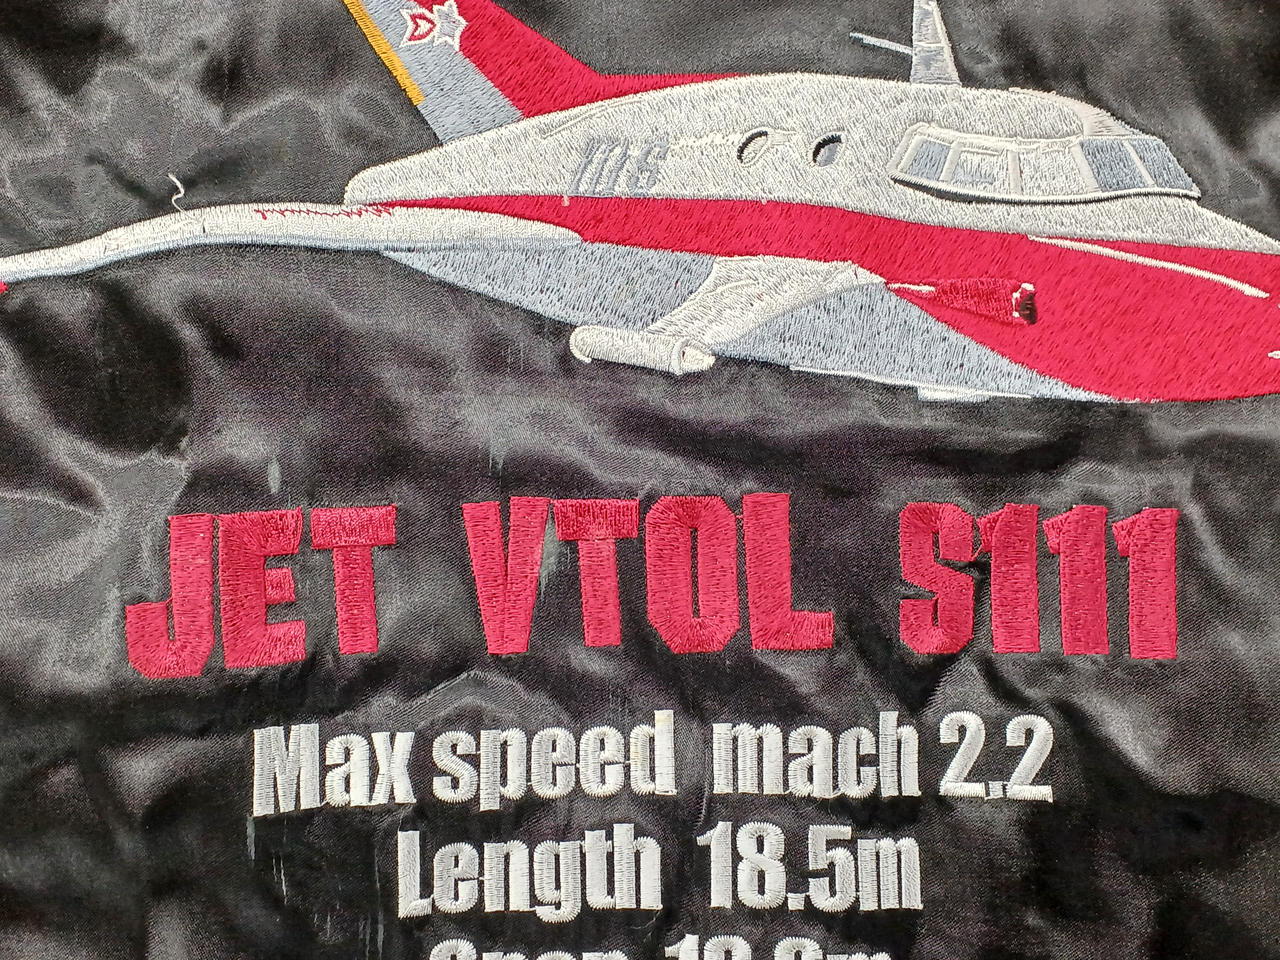 JET VTOL S111
Max speed mach 2.2
Length 18.5m